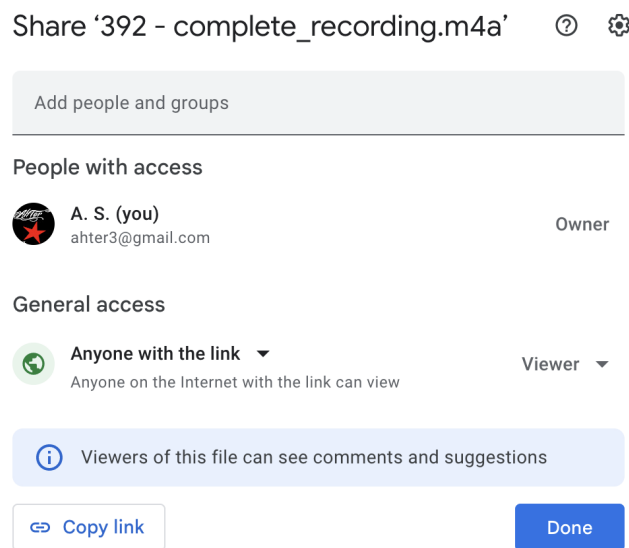 Share ‘392 - complete_recording.m4a’
Add people and groups
People with access
A. S. (you)
ahter3@gmail.com
Owner
General access
Anyone with the link
Anyone on the Internet with the link can view
Viewer
Viewers of this file can see comments and suggestions
Copy link
Done